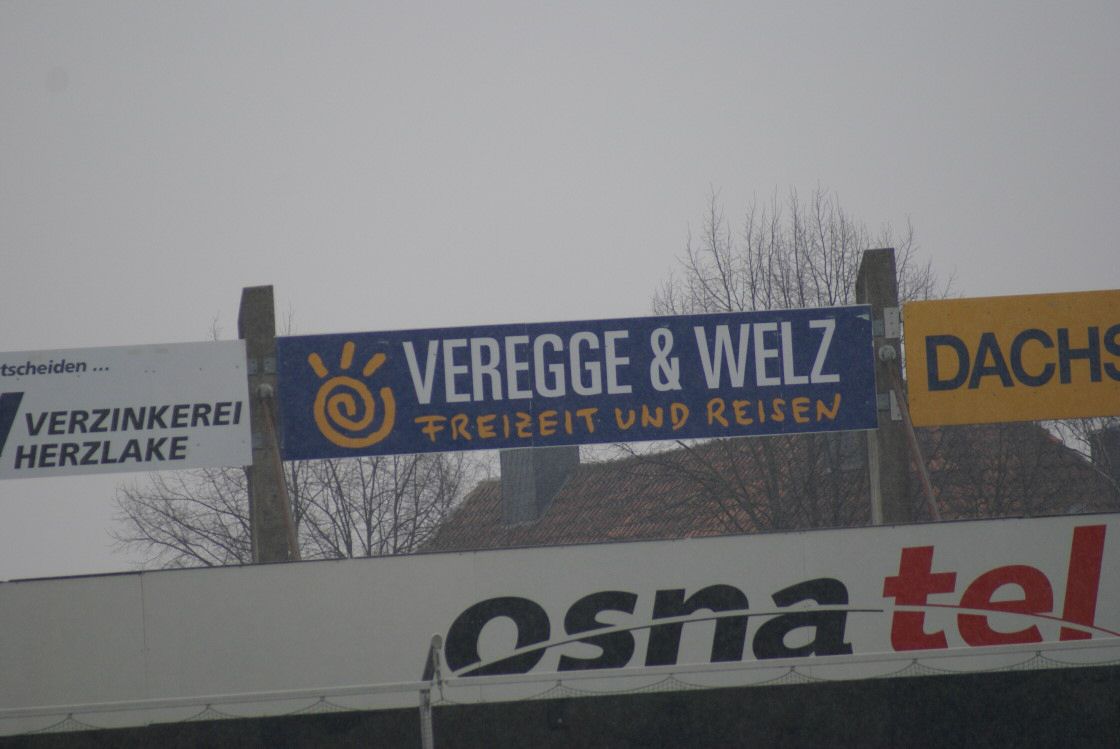 tscheiden ...
VERZINKEREI
HERZLAKE
VEREGGE & WELZ
FREIZEIT UND REISEN
DACHS
osnatel